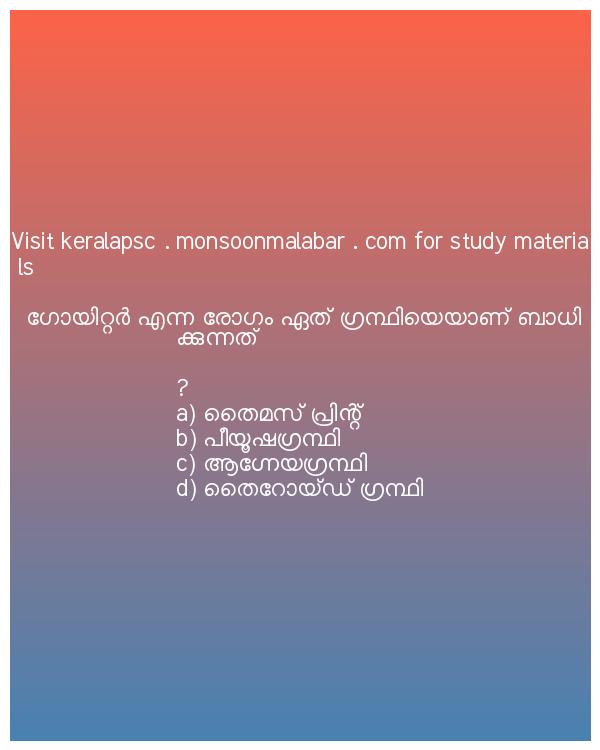 Visit keralapsc . monsoonmalabar . com for study materia
ls
ഗോയിറ്റർ എന്ന രോഗം ഏത് ഗ്രന്ഥിയെയാണ് ബാധി
ക്കുന്നത്
?
a) തൈമസ് പ്രിന്റ്
b) പീയൂഷഗ്രന്ഥി
c) ആഗ്നേയഗ്രന്ഥി
d) തൈറോയ്ഡ് ഗ്രന്ഥി